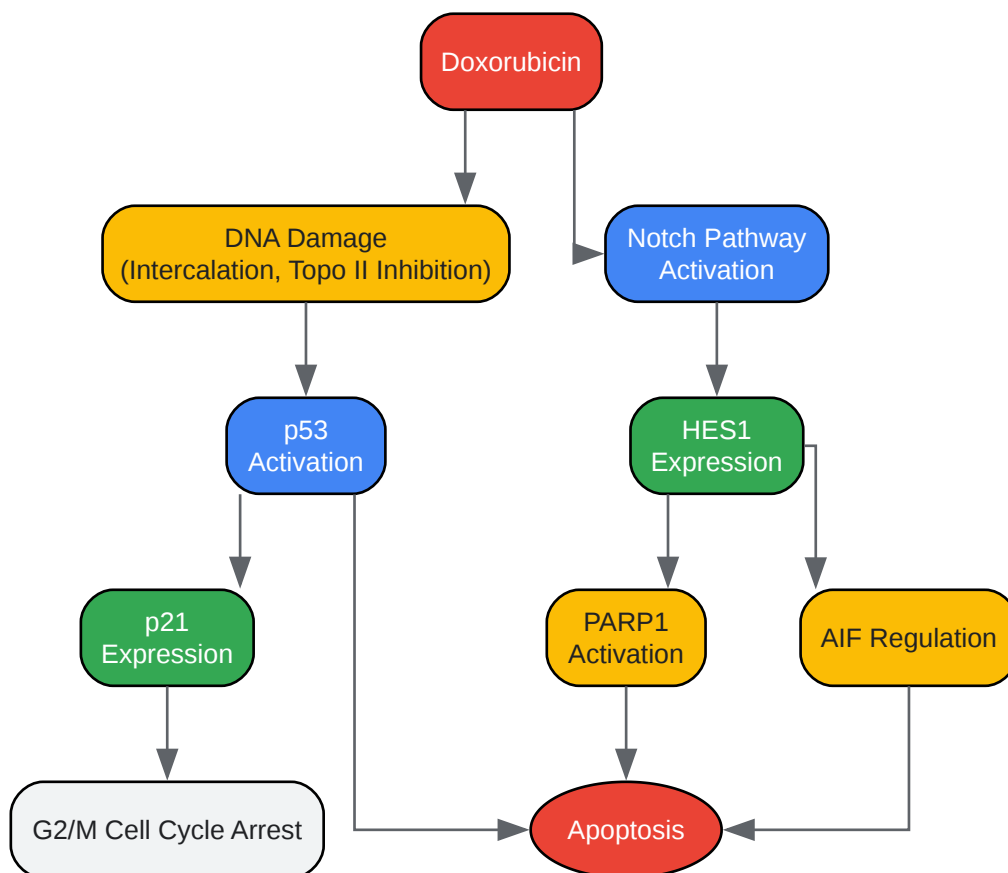 Doxorubicin
DNA Damage
(Intercalation, Topo II Inhibition)
Notch Pathway
Activation
p53
Activation
HES1
Expression
p21
Expression
PARP1
Activation
AIF Regulation
G2/M Cell Cycle Arrest
Apoptosis